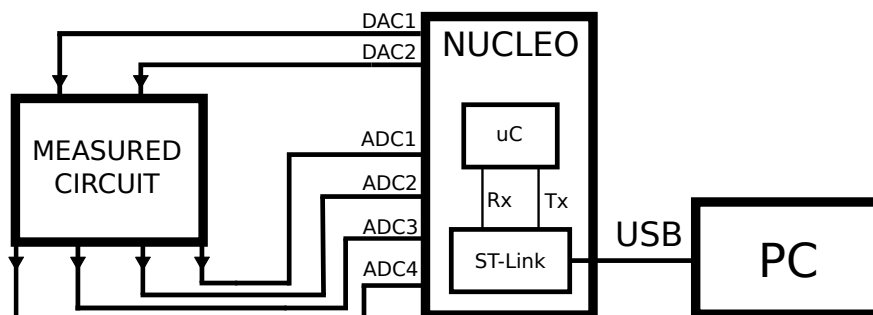 DAC1
DAC2
NUCLEO
uC
MEASURED
CIRCUIT
ADC1
ADC2
ADC3
ADC4
Rx
Tx
ST-Link
USB
PC